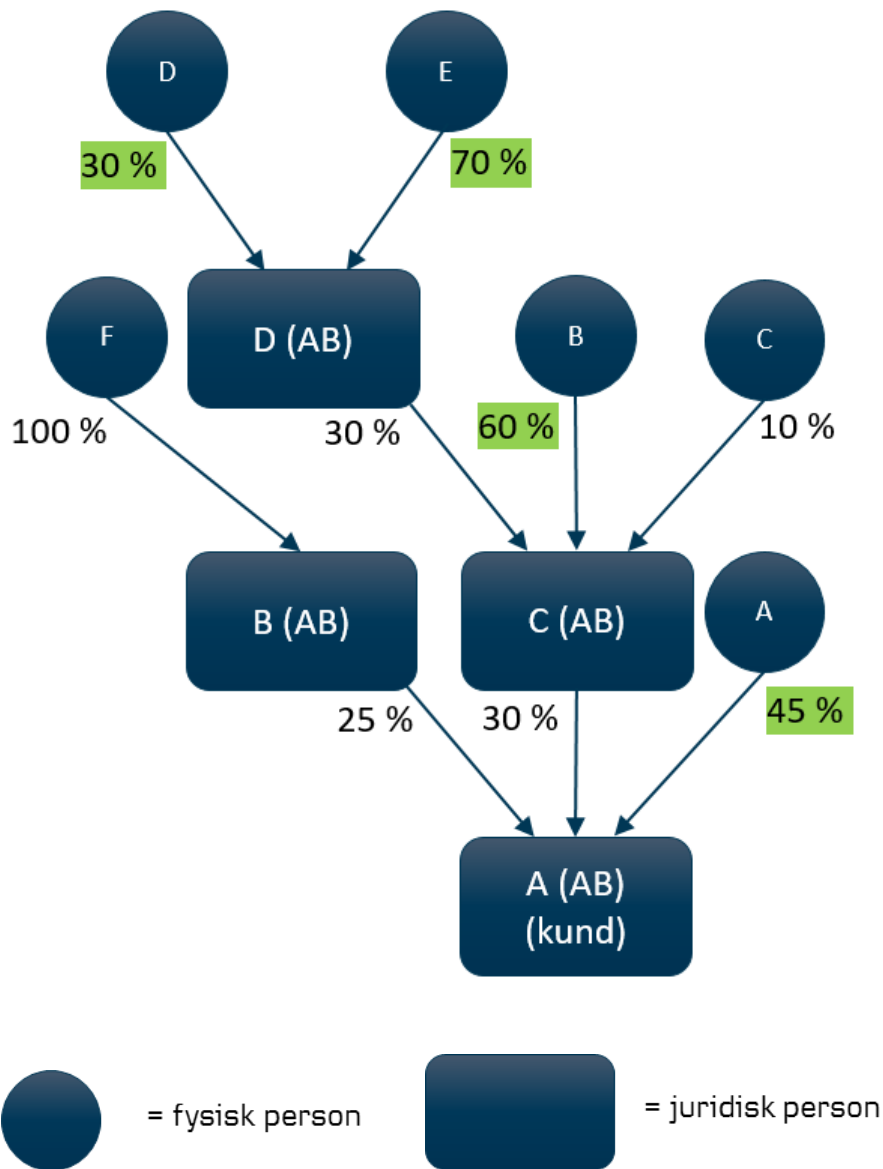 D
E
30 %
70 %
F
D (AB)
B
C
100 %
30 %
60 %
10 %
B (AB)
C (AB)
A
25 %
30 %
45 %
A (AB)
(kund)
= fysisk person
= juridisk person